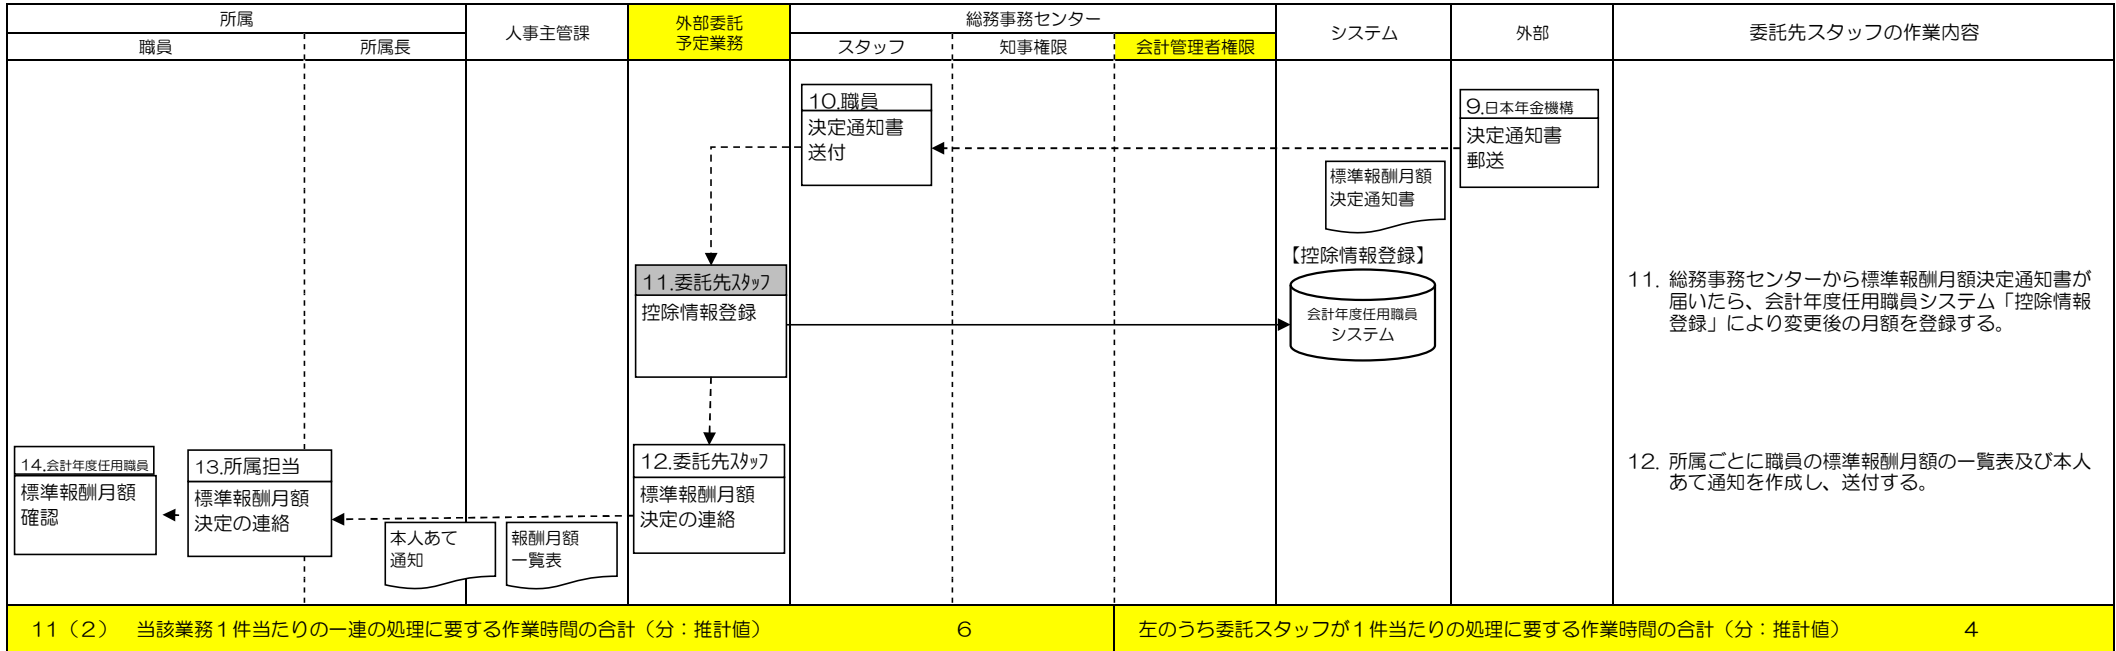 所属
人事主管課
外部委託
予定業務
総務事務センター
システム
外部
委託先スタッフの作業内容
職員
所属長
スタッフ
知事権限
会計管理者権限
10.職員
決定通知書
送付
9.日本年金機構
決定通知書
郵送
標準報酬月額
決定通知書
11.委託先ｽﾀｯﾌ
控除情報登録
【控除情報登録】
会計年度任用職員
システム
11. 総務事務センターから標準報酬月額決定通知書が
届いたら、会計年度任用職員システム「控除情報
登録」により変更後の月額を登録する。
14.会計年度任用職員
標準報酬月額
確認
13.所属担当
標準報酬月額
決定の連絡
12.委託先ｽﾀｯﾌ
標準報酬月額
決定の連絡
本人あて
通知
報酬月額
一覧表
12. 所属ごとに職員の標準報酬月額の一覧表及び本人
あて通知を作成し、送付する。
11（２） 当該業務１件当たりの一連の処理に要する作業時間の合計（分：推計値） 6
左のうち委託スタッフが１件当たりの処理に要する作業時間の合計（分：推計値） 4